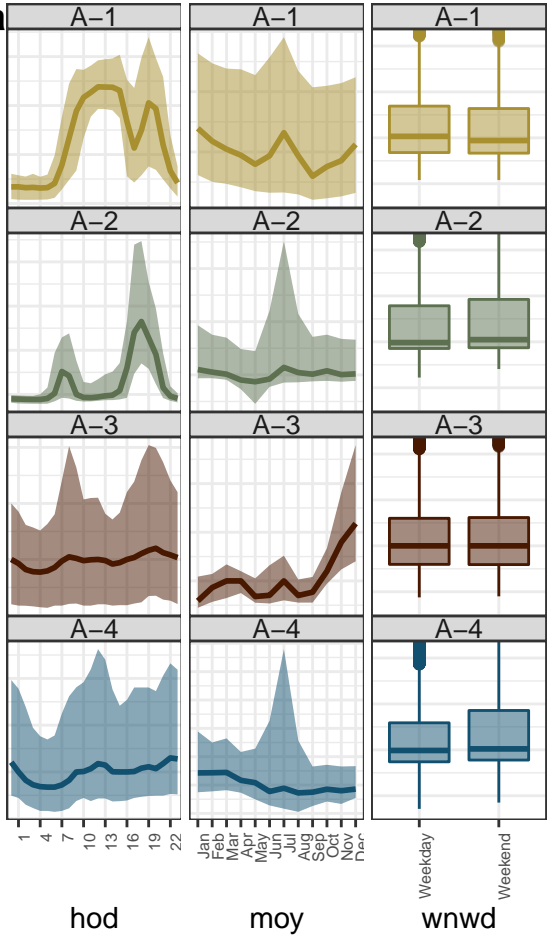 a
A−1 A−1 A−1
A−2 A−2 A−2
A−3 A−3 A−3
A−4 A−4 A−4
1 4 7 10 13 16 19 22
Jan Feb Mar Apr May Jun Jul Aug Sep Oct Nov Dec
Weekday Weekend
hod moy wnwd